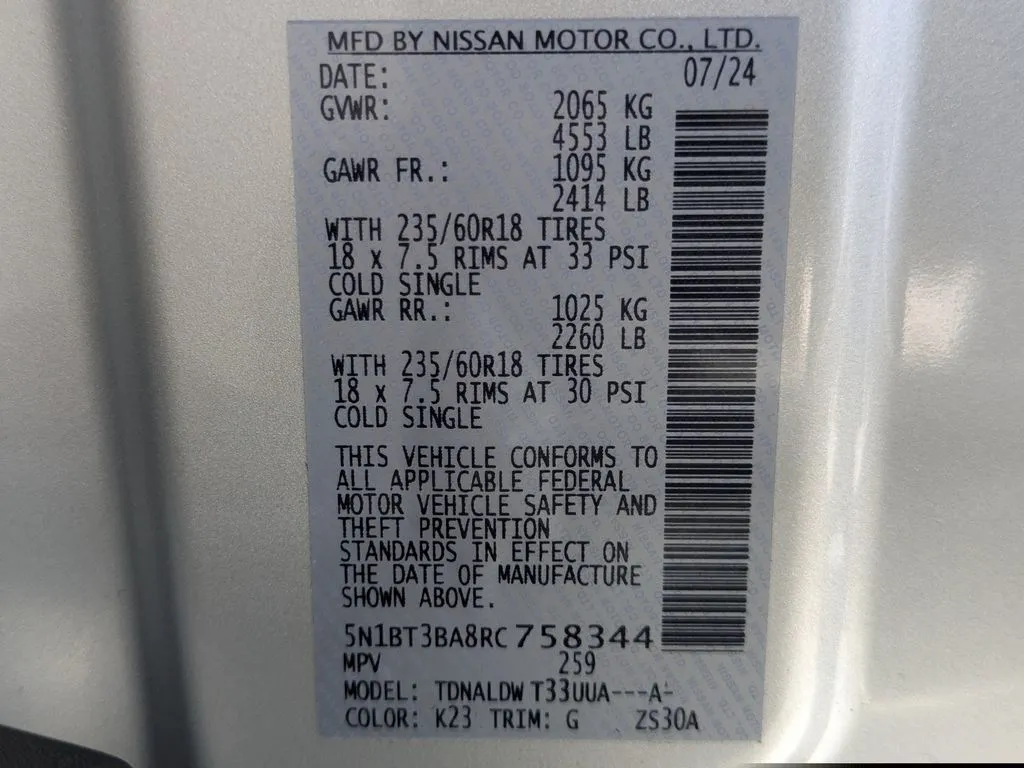 MFD BY NISSAN MOTOR CO., LTD.
DATE: 07/24
GVWR: 2065 KG
4553 LB
GAWR FR.: 1095 KG
2414 LB
WITH 235/60R18 TIRES
18 x 7.5 RIMS AT 33 PSI
COLD SINGLE
GAWR RR.: 1025 KG
2260 LB
WITH 235/60R18 TIRES
18 x 7.5 RIMS AT 30 PSI
COLD SINGLE
THIS VEHICLE CONFORMS TO
ALL APPLICABLE FEDERAL
MOTOR VEHICLE SAFETY AND
THEFT PREVENTION
STANDARDS IN EFFECT ON
THE DATE OF MANUFACTURE
SHOWN ABOVE.
5N1BT3BA8RC758344
MPV 259
MODEL: TDNALDW T33UUA---A-
COLOR: K23 TRIM: G ZS30A